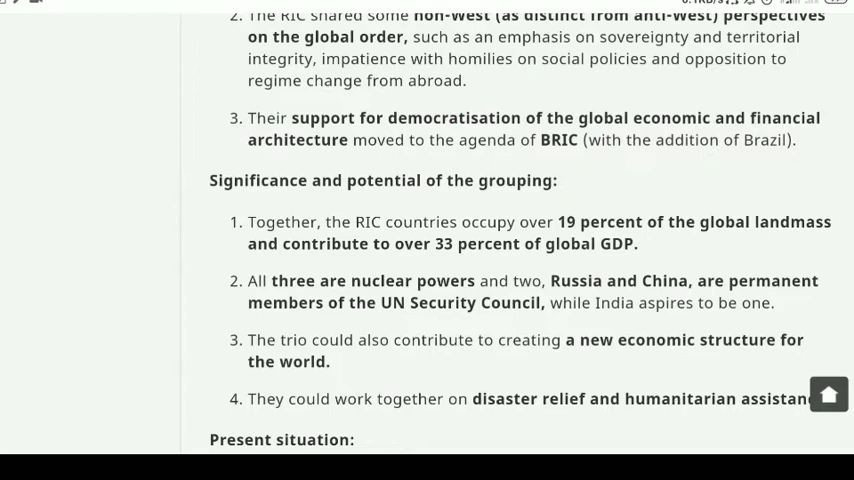 2. The RIC shared some non-West (as distinct from anti-West) perspectives
on the global order, such as an emphasis on sovereignty and territorial
integrity, impatience with homilies on social policies and opposition to
regime change from abroad.
3. Their support for democratisation of the global economic and financial
architecture moved to the agenda of BRIC (with the addition of Brazil).
Significance and potential of the grouping:
1. Together, the RIC countries occupy over 19 percent of the global landmass
and contribute to over 33 percent of global GDP.
2. All three are nuclear powers and two, Russia and China, are permanent
members of the UN Security Council, while India aspires to be one.
3. The trio could also contribute to creating a new economic structure for
the world.
4. They could work together on disaster relief and humanitarian assistan
Present situation: